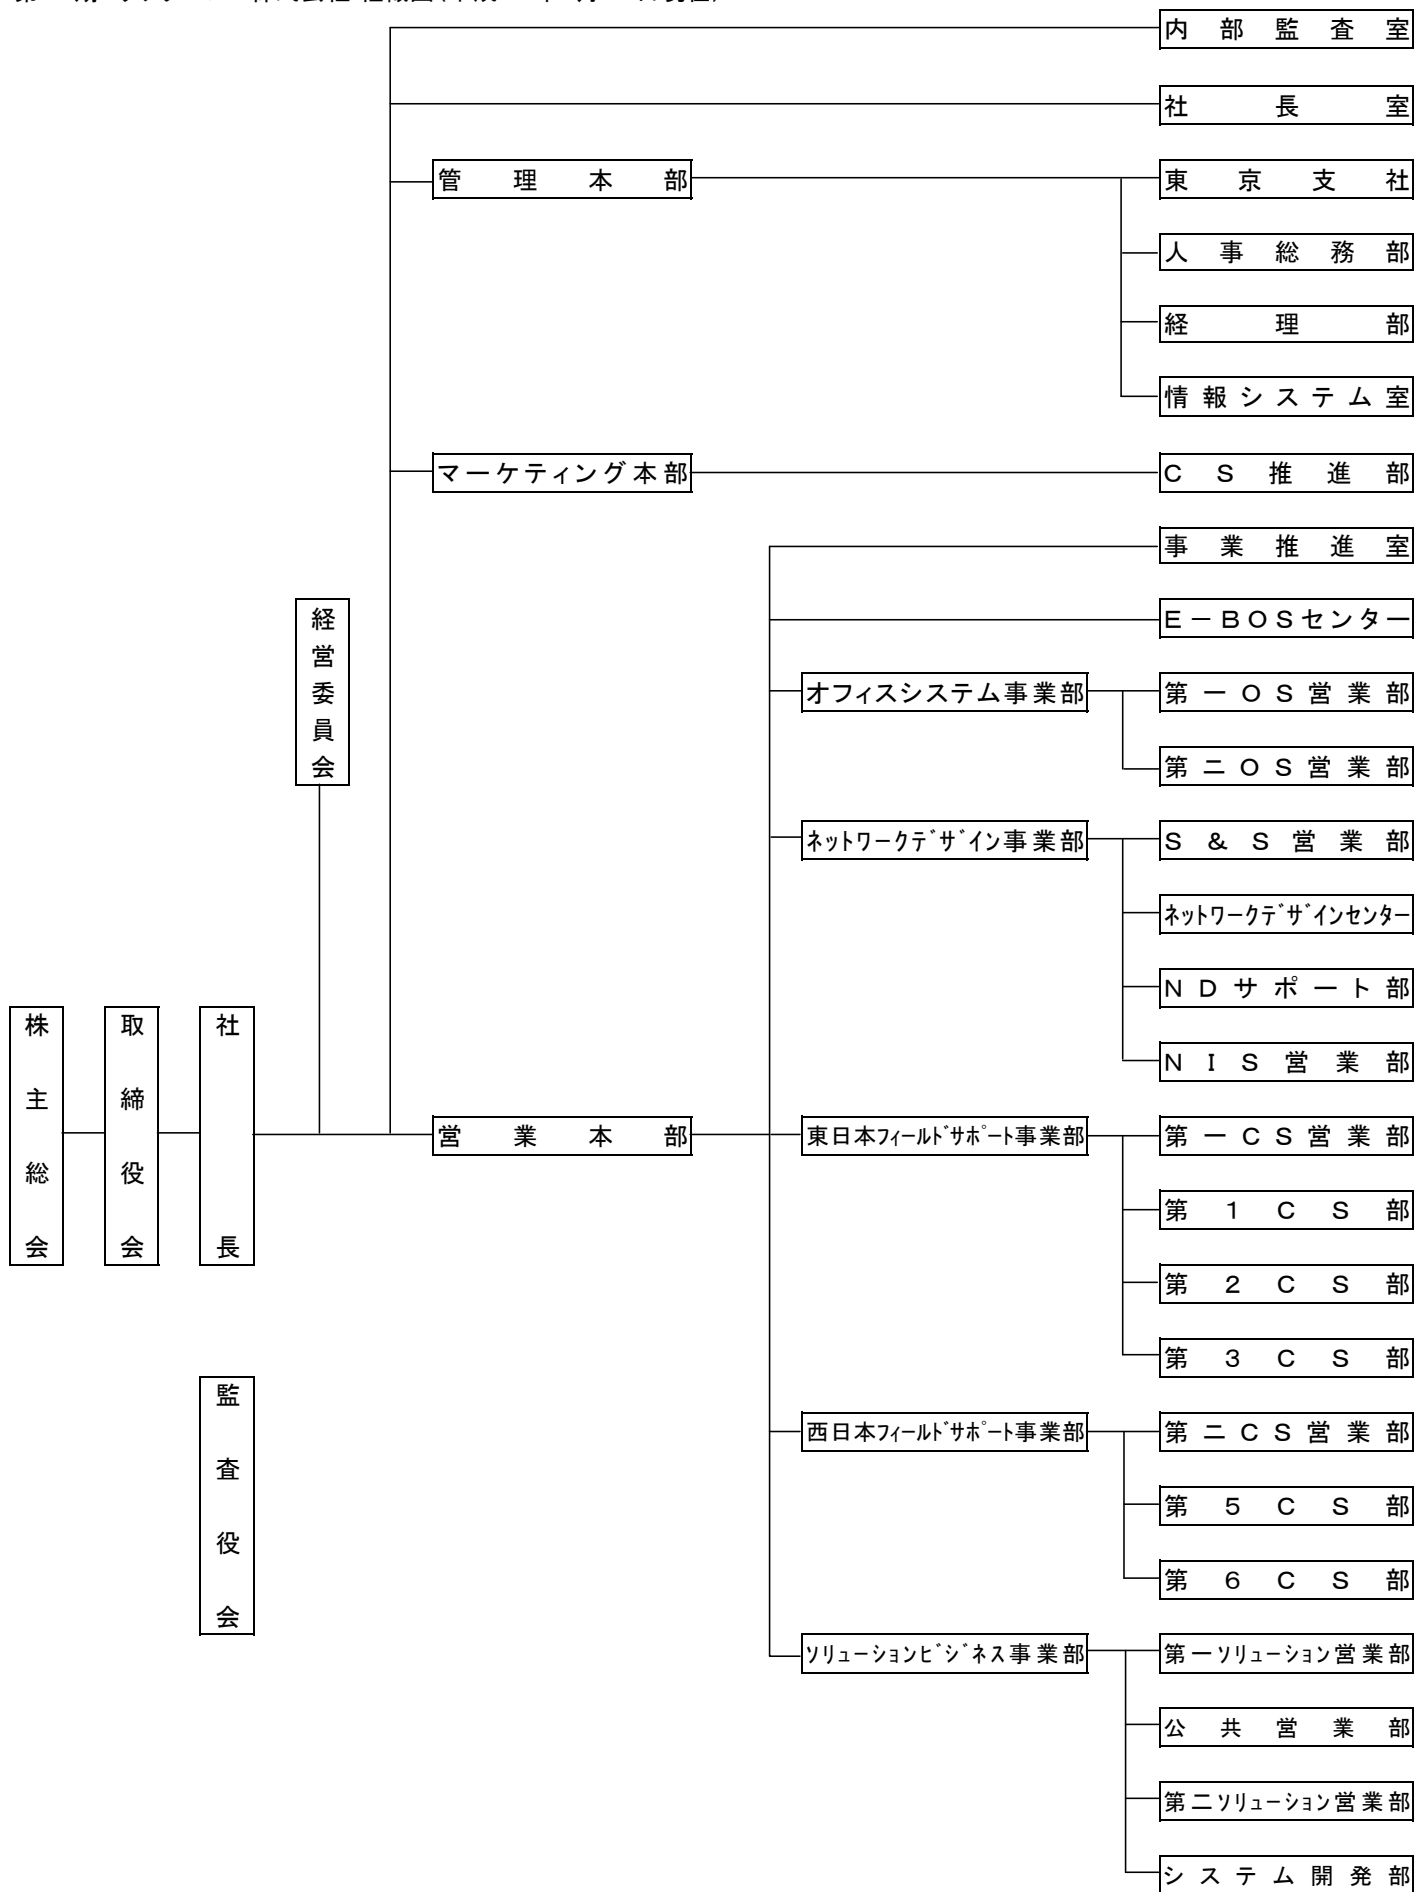 内部監査室
社長室
管理本部
東京支社
人事総務部
経理部
情報システム室
マーケティング本部
CS推進部
事業推進室
経営委員会
E－BOSセンター
オフィスシステム事業部
第一OS営業部
第二OS営業部
ネットワークデザイン事業部
S&S営業部
ネットワークデザインセンター
NDサポート部
株主総会
取締役会
社長
NIS営業部
営業本部
東日本フィールドサポート事業部
第一CS営業部
第1CS部
第2CS部
第3CS部
監査役会
西日本フィールドサポート事業部
第二CS営業部
第5CS部
第6CS部
ソリューションビジネス事業部
第一ソリューション営業部
公共営業部
第二ソリューション営業部
システム開発部